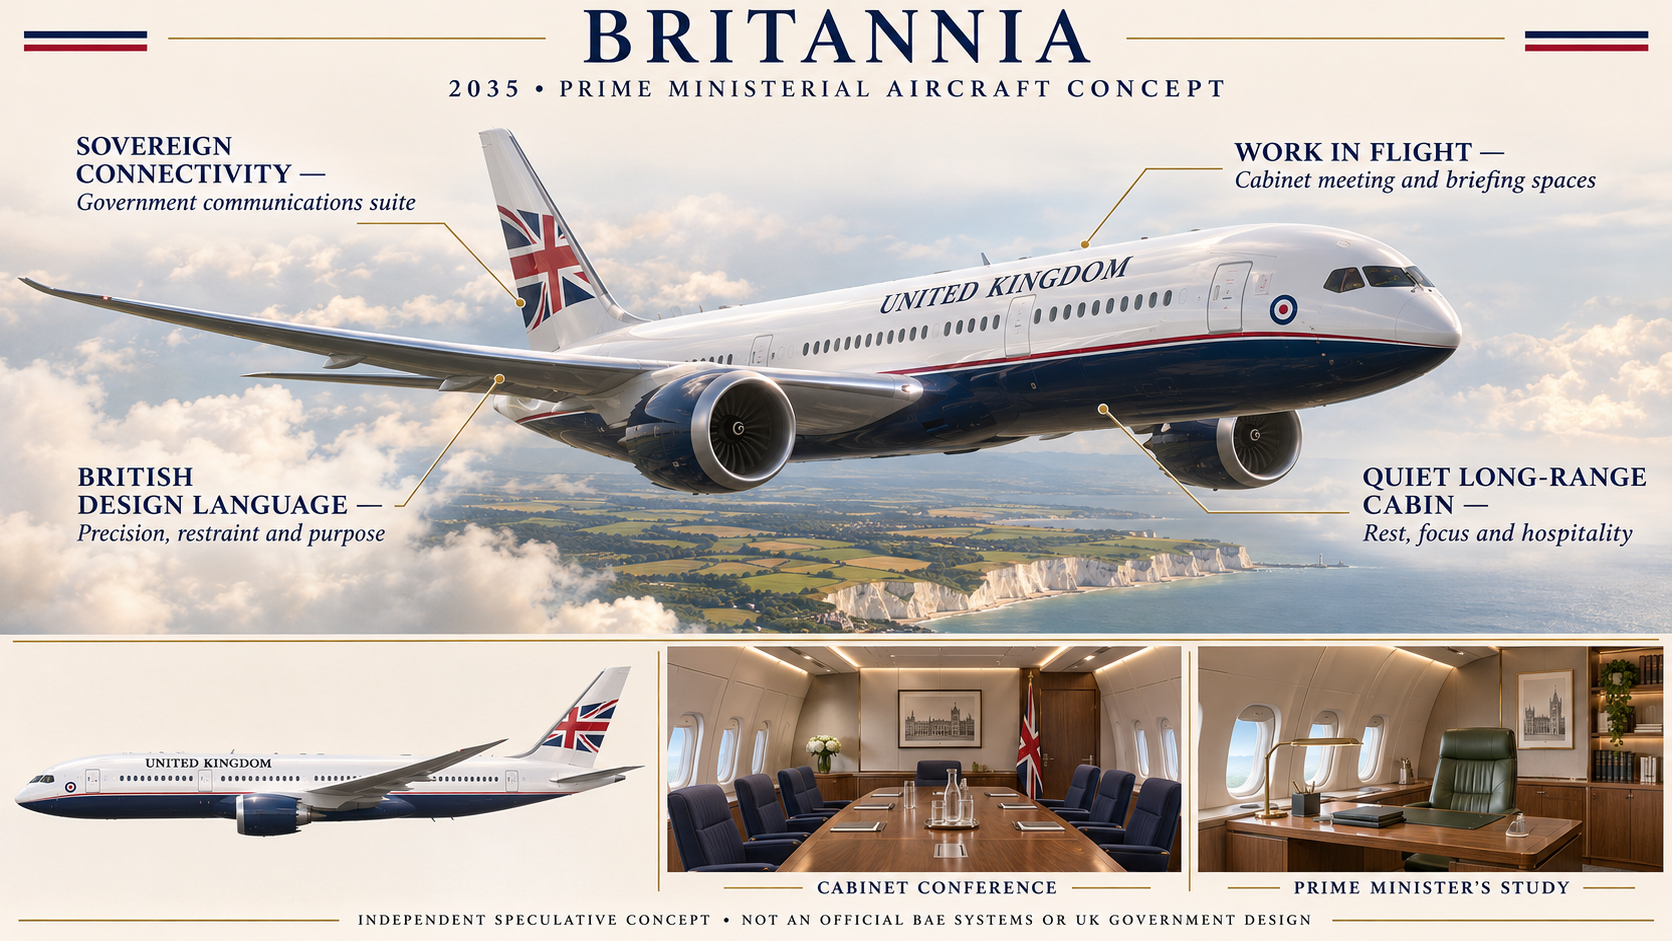 BRITANNIA
2035 • PRIME MINISTERIAL AIRCRAFT CONCEPT
SOVEREIGN
CONNECTIVITY —
Government communications suite
WORK IN FLIGHT —
Cabinet meeting and briefing spaces
UNITED KINGDOM
BRITISH
DESIGN LANGUAGE —
Precision, restraint and purpose
QUIET LONG-RANGE
CABIN —
Rest, focus and hospitality
UNITED KINGDOM
CABINET CONFERENCE
PRIME MINISTER'S STUDY
INDEPENDENT SPECULATIVE CONCEPT • NOT AN OFFICIAL BAE SYSTEMS OR UK GOVERNMENT DESIGN